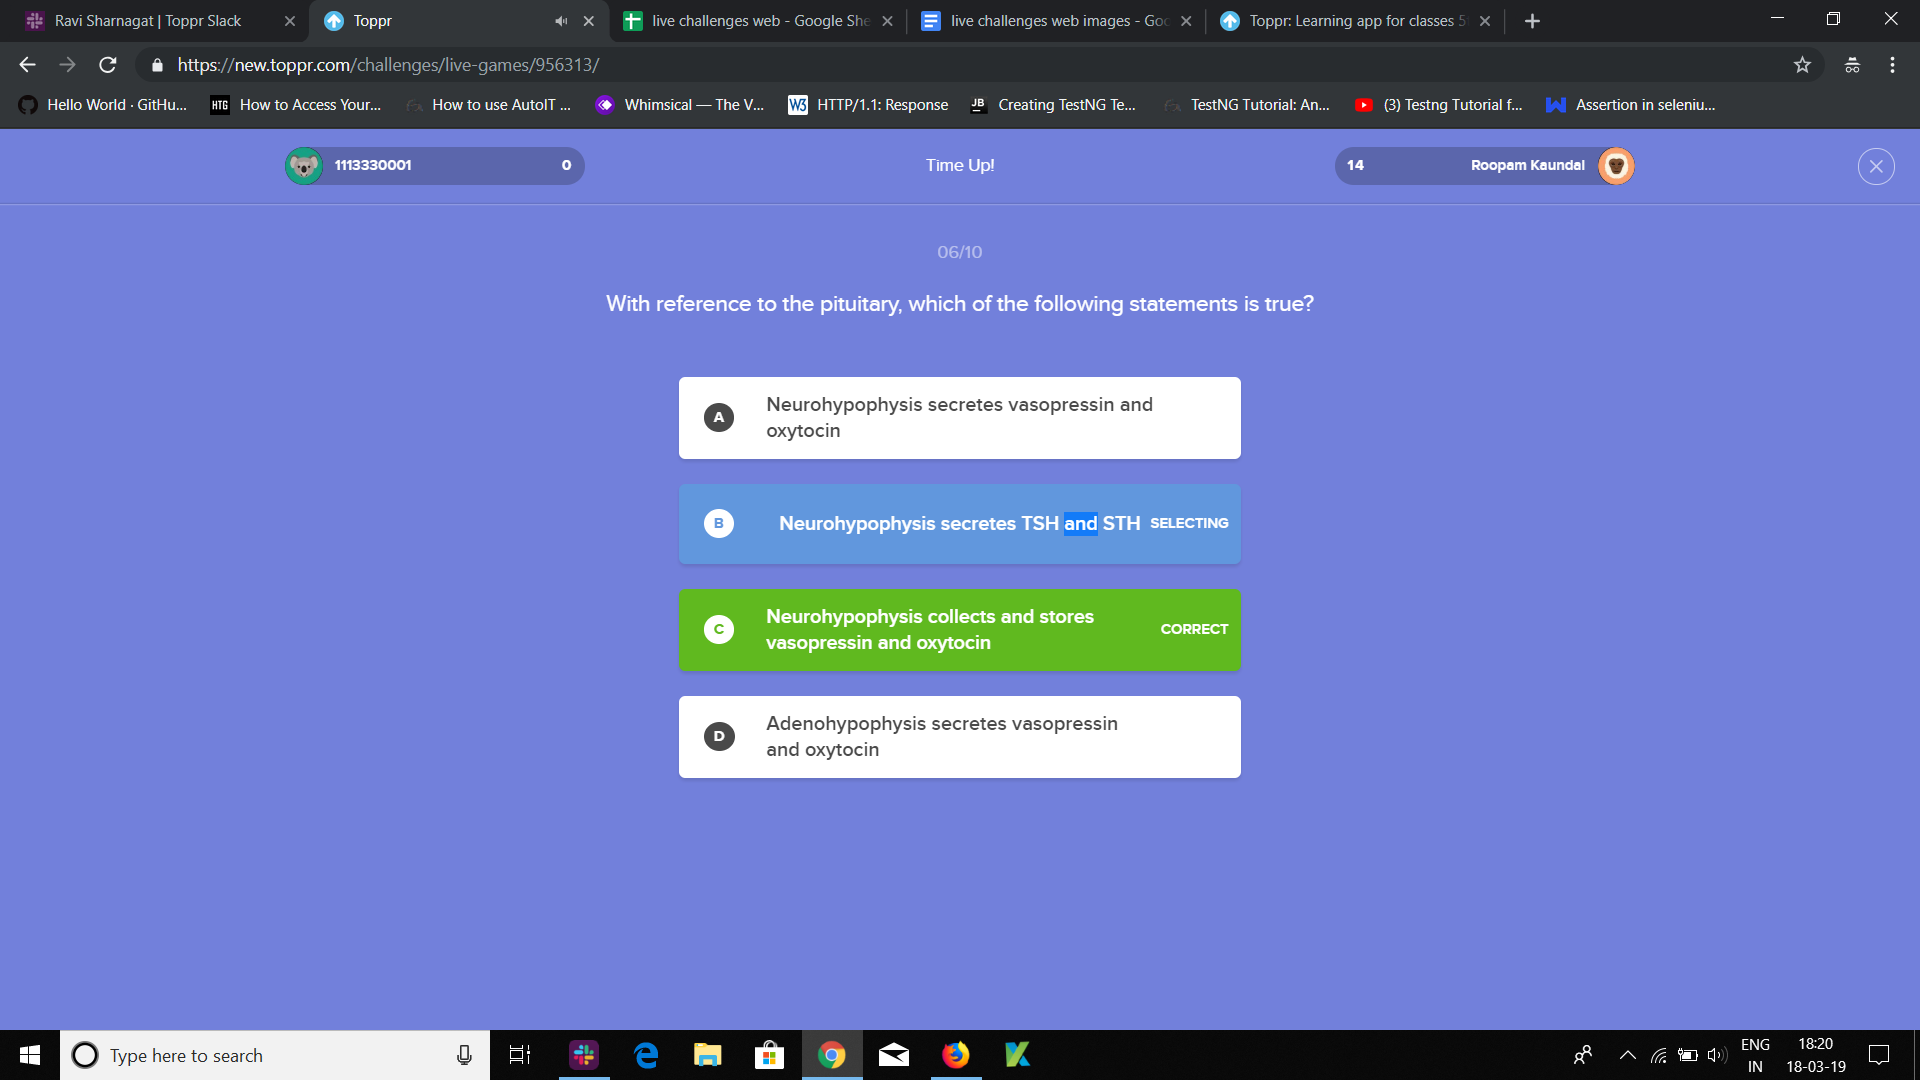 Ravi Sharnagat | Toppr Slack
Toppr
live challenges web - Google She
live challenges web images - Goo
Toppr: Learning app for classes 5
https://new.toppr.com/challenges/live-games/956313/
Hello World · GitHu...
HTG
How to Access Your...
How to use AutoIT ...
Whimsical — The V...
W3
HTTP/1.1: Response
JB
Creating TestNG Te...
TestNG Tutorial: An...
(3) Testng Tutorial f...
Assertion in seleniu...
1113330001
0
Time Up!
14
Roopam Kaundal
06/10
With reference to the pituitary, which of the following statements is true?
A
Neurohypophysis secretes vasopressin and
oxytocin
B
Neurohypophysis secretes TSH and STH
SELECTING
C
Neurohypophysis collects and stores
vasopressin and oxytocin
CORRECT
D
Adenohypophysis secretes vasopressin
and oxytocin
Type here to search
ENG
IN
18:20
18-03-19